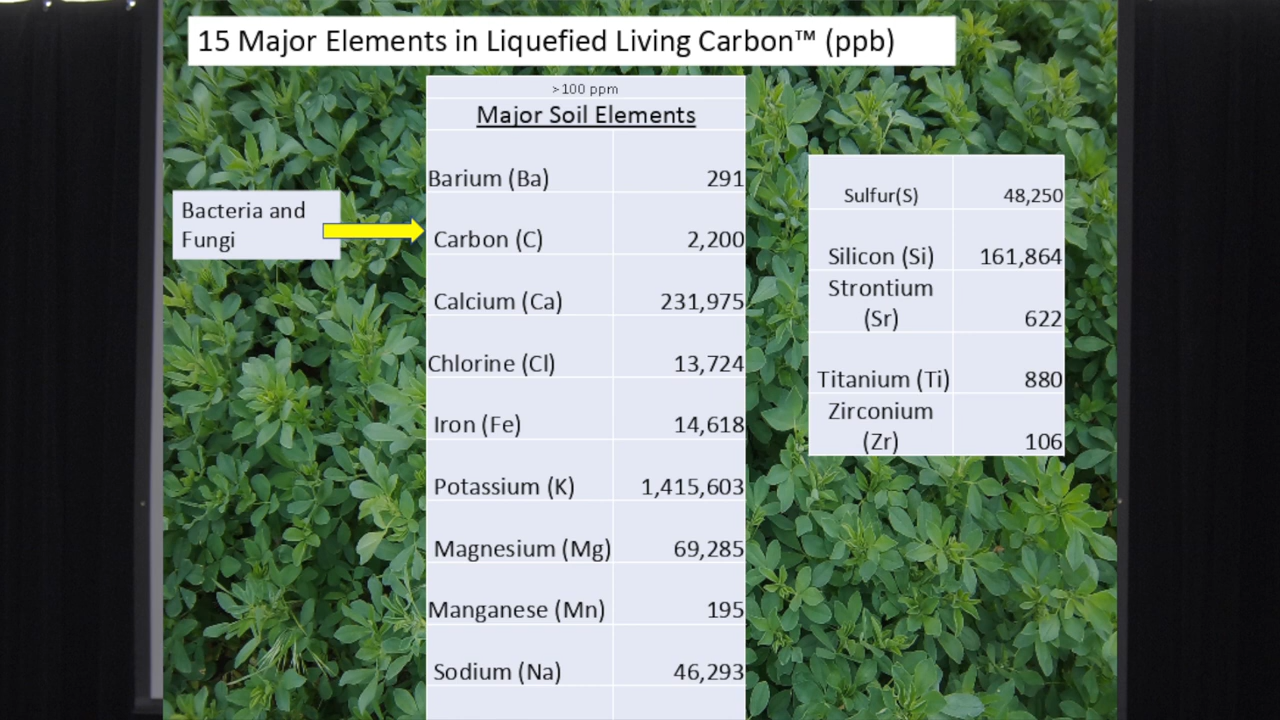 15 Major Elements in Liquefied Living Carbon™ (ppb)
>100 ppm
Major Soil Elements
Barium (Ba) 291
Bacteria and
Fungi
Carbon (C) 2,200
Calcium (Ca) 231,975
Chlorine (Cl) 13,724
Iron (Fe) 14,618
Potassium (K) 1,415,603
Magnesium (Mg) 69,285
Manganese (Mn) 195
Sodium (Na) 46,293
Sulfur(S) 48,250
Silicon (Si) 161,864
Strontium
(Sr) 622
Titanium (Ti) 880
Zirconium
(Zr) 106